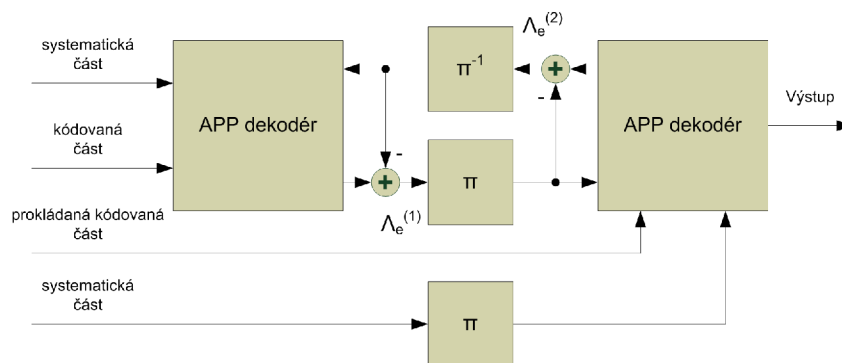 systematická
část
kódovaná
část
prokládaná kódovaná
část
systematická
část
APP dekodér
-
+
Λe(1)
Λe(2)
π-1
+
-
π
π
APP dekodér
Výstup